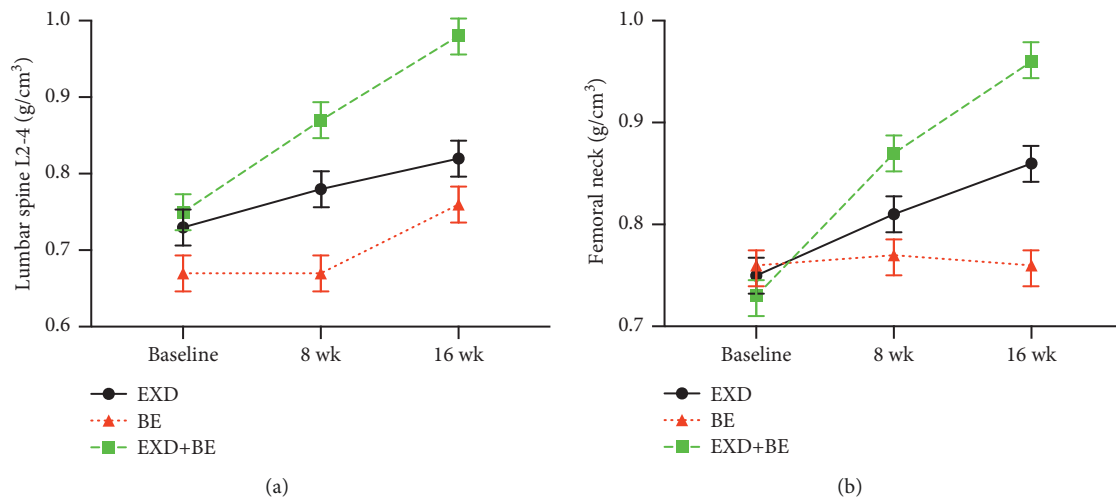 Lumbar spine L2-4 (g/cm³)
1.0
0.9
0.8
0.7
0.6
Baseline
8 wk
16 wk
EXD
BE
EXD+BE
(a)
Femoral neck (g/cm³)
1.0
0.9
0.8
0.7
Baseline
8 wk
16 wk
EXD
BE
EXD+BE
(b)